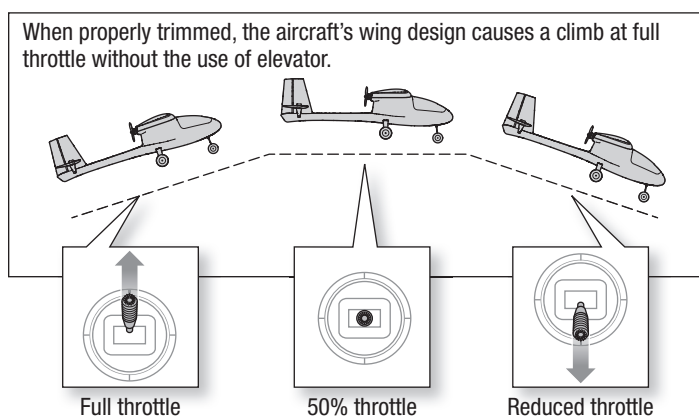 When properly trimmed, the aircraft’s wing design causes a climb at full
throttle without the use of elevator.
Full throttle
50% throttle
Reduced throttle